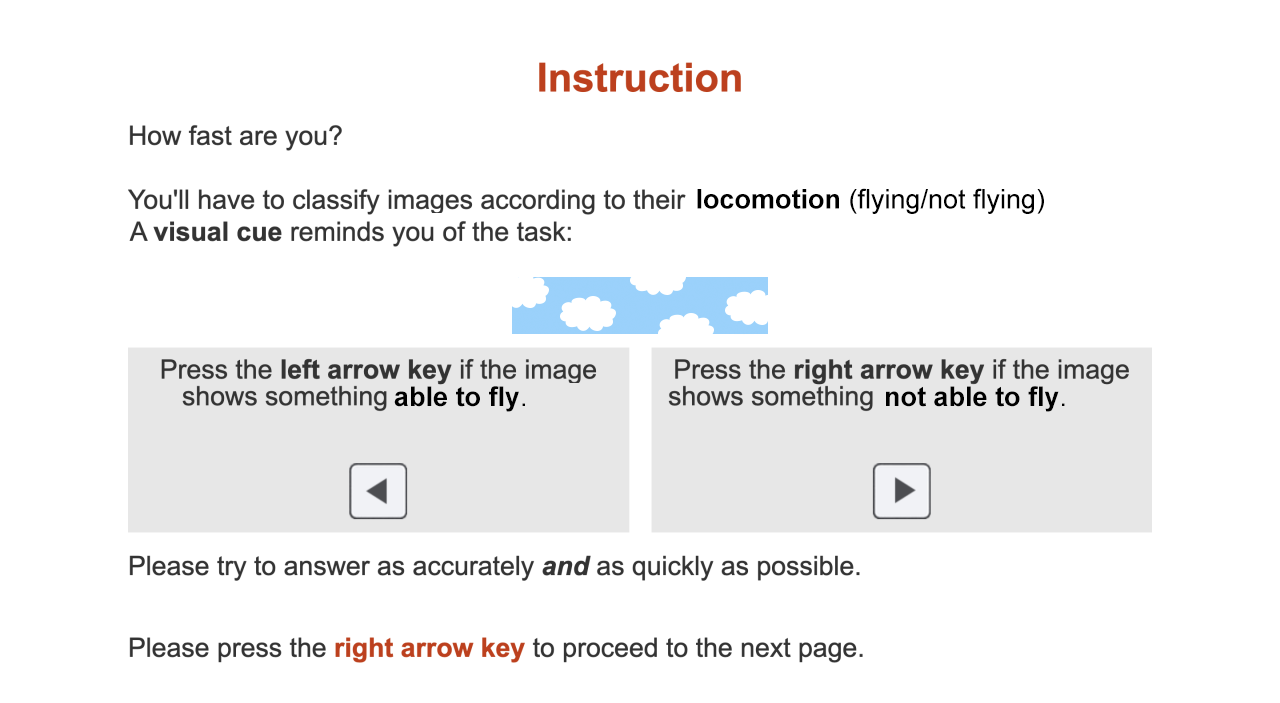 Instruction
How fast are you?
You'll have to classify images according to their locomotion (flying/not flying)
A visual cue reminds you of the task:
Press the left arrow key if the image
shows something able to fly.
Press the right arrow key if the image
shows something not able to fly.
Please try to answer as accurately and as quickly as possible.
Please press the right arrow key to proceed to the next page.